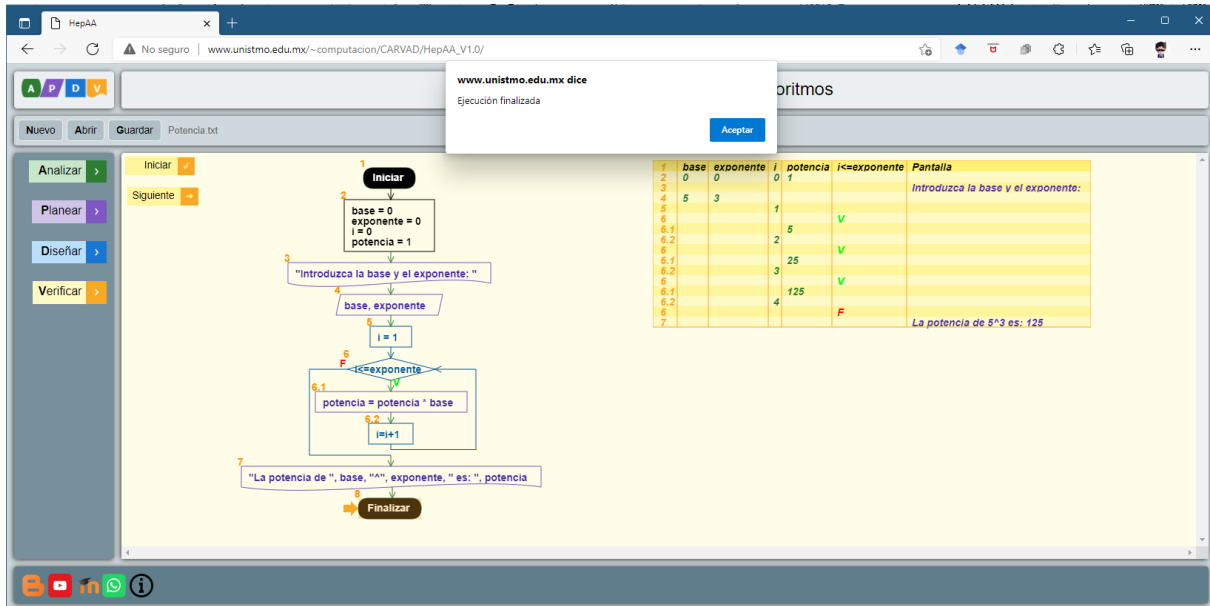 HepAA
No seguro | www.unistmo.edu.mx/~computacion/CARVAD/HepAA_V1.0/
www.unistmo.edu.mx dice
Ejecución finalizada
Aceptar
A P D V
oritmos
Nuevo Abrir Guardar Potencia.txt
Analizar
Planear
Diseñar
Verificar
Iniciar
Siguiente
1
Iniciar
2
base = 0
exponente = 0
i = 0
potencia = 1
3
"Introduzca la base y el exponente: "
4
base, exponente
5
i = 1
6
F
i<=exponente
V
6.1
potencia = potencia * base
6.2
i=i+1
7
"La potencia de ", base, "^", exponente, " es: ", potencia
8
Finalizar
1 base exponente i potencia i<=exponente Pantalla
2 0 0 0 1
3 Introduzca la base y el exponente:
4 5 3
5 1
6 V
6.1 5
6.2 2
6 V
6.1 25
6.2 3
6 V
6.1 125
6.2 4
6 F
7 La potencia de 5^3 es: 125